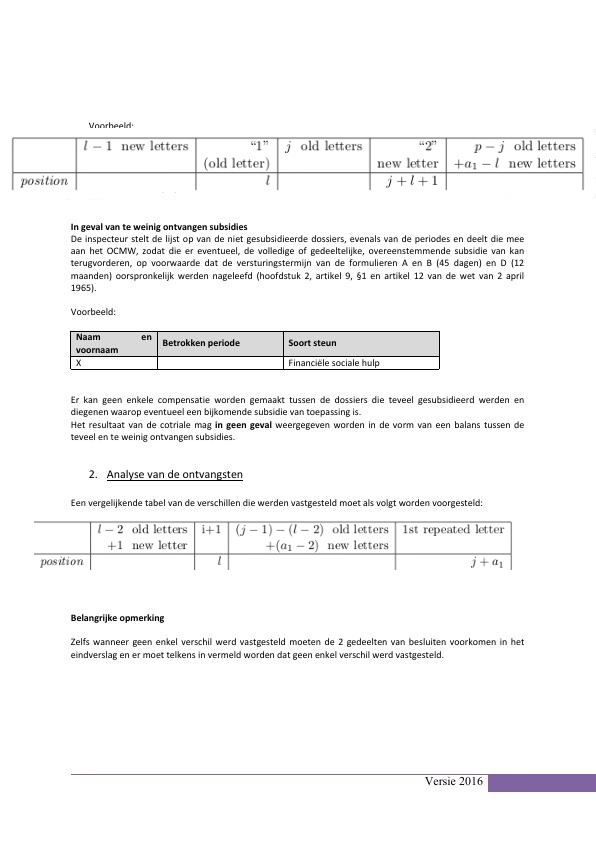 Voorbeeld:
l − 1 new letters "1" j old letters "2" p − j old letters
(old letter) new letter +a₁ − l new letters
position l j + l + 1
In geval van te weinig ontvangen subsidies
De inspecteur stelt de lijst op van de niet gesubsidieerde dossiers, evenals van de periodes en deelt die mee
aan het OCMW, zodat die er eventueel, de volledige of gedeeltelijke, overeenstemmende subsidie van kan
terugvorderen, op voorwaarde dat de versturingstermijn van de formulieren A en B (45 dagen) en D (12
maanden) oorspronkelijk werden nageleefd (hoofdstuk 2, artikel 9, §1 en artikel 12 van de wet van 2 april
1965).
Voorbeeld:
Naam en
voornaam Betrokken periode Soort steun
X Financiële sociale hulp
Er kan geen enkele compensatie worden gemaakt tussen de dossiers die teveel gesubsidieerd werden en
diegenen waarop eventueel een bijkomende subsidie van toepassing is.
Het resultaat van de cotriale mag in geen geval weergegeven worden in de vorm van een balans tussen de
teveel en te weinig ontvangen subsidies.
2. Analyse van de ontvangsten
Een vergelijkende tabel van de verschillen die werden vastgesteld moet als volgt worden voorgesteld:
l − 2 old letters i+1 (j − 1) − (l − 2) old letters 1st repeated letter
+1 new letter +(a₁ − 2) new letters
position l j + a₁
Belangrijke opmerking
Zelfs wanneer geen enkel verschil werd vastgesteld moeten de 2 gedeelten van besluiten voorkomen in het
eindverslag en er moet telkens in vermeld worden dat geen enkel verschil werd vastgesteld.
Versie 2016